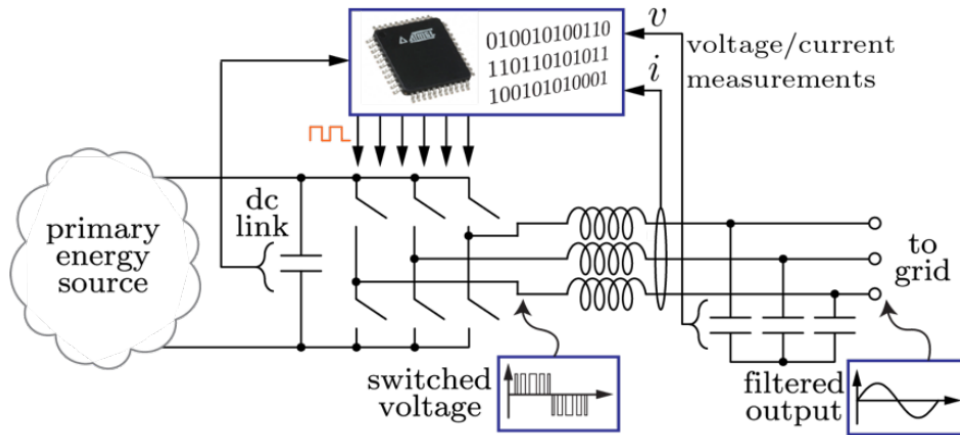 010010100110
110110101011
100101010001
v
i
voltage/current
measurements
dc
link
primary
energy
source
to
grid
switched
voltage
filtered
output